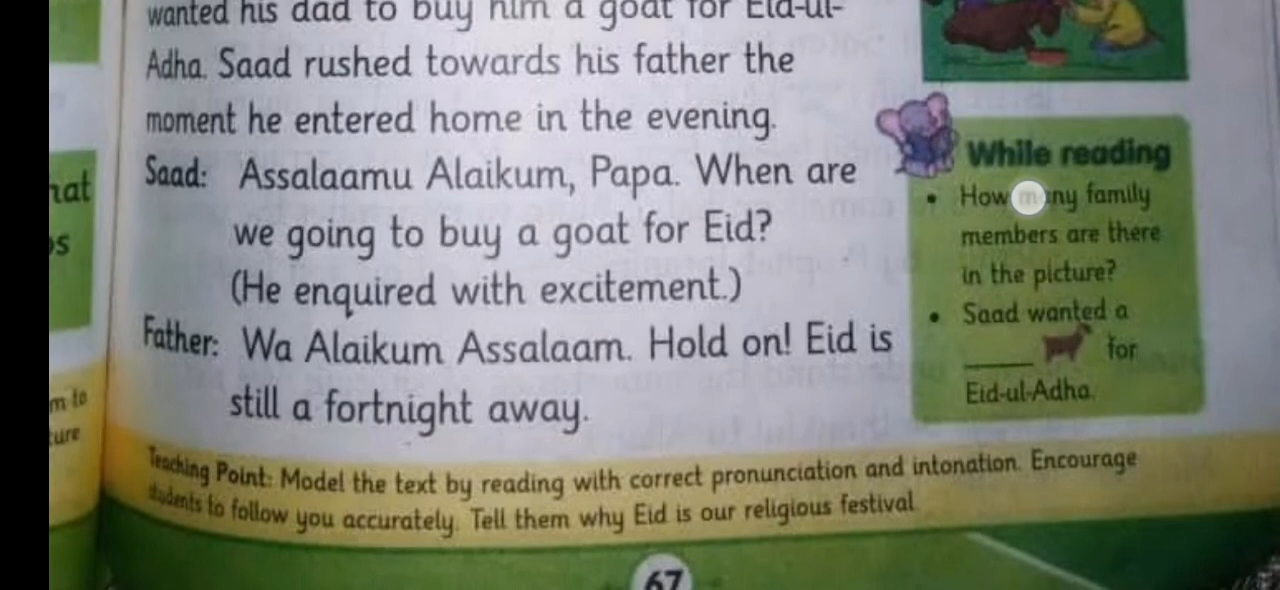 wanted his dad to buy him a goat for Eid-ul-
Adha. Saad rushed towards his father the
moment he entered home in the evening.
Saad: Assalaamu Alaikum, Papa. When are
we going to buy a goat for Eid?
(He enquired with excitement.)
Father: Wa Alaikum Assalaam. Hold on! Eid is
still a fortnight away.
While reading
• How many family
members are there
in the picture?
• Saad wanted a
____ for
Eid-ul-Adha.
Teaching Point: Model the text by reading with correct pronunciation and intonation. Encourage
students to follow you accurately. Tell them why Eid is our religious festival.
67